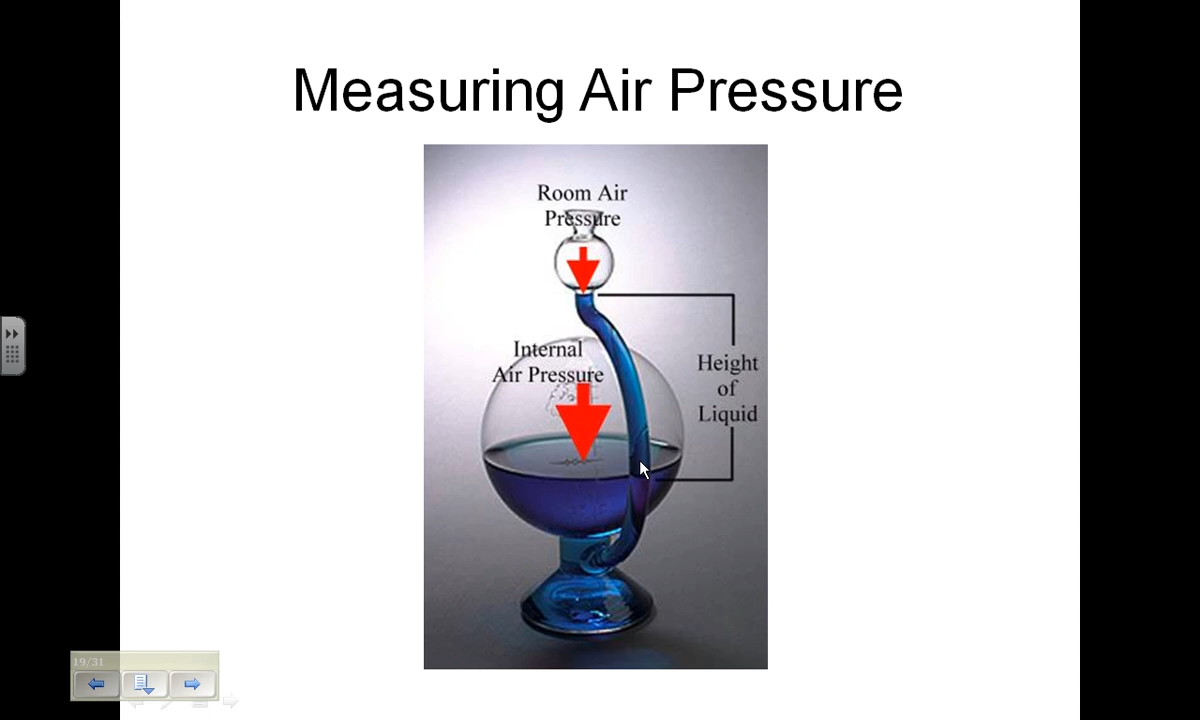 Measuring Air Pressure
Room Air
Pressure
Internal
Air Pressure
Height
of
Liquid
19/31